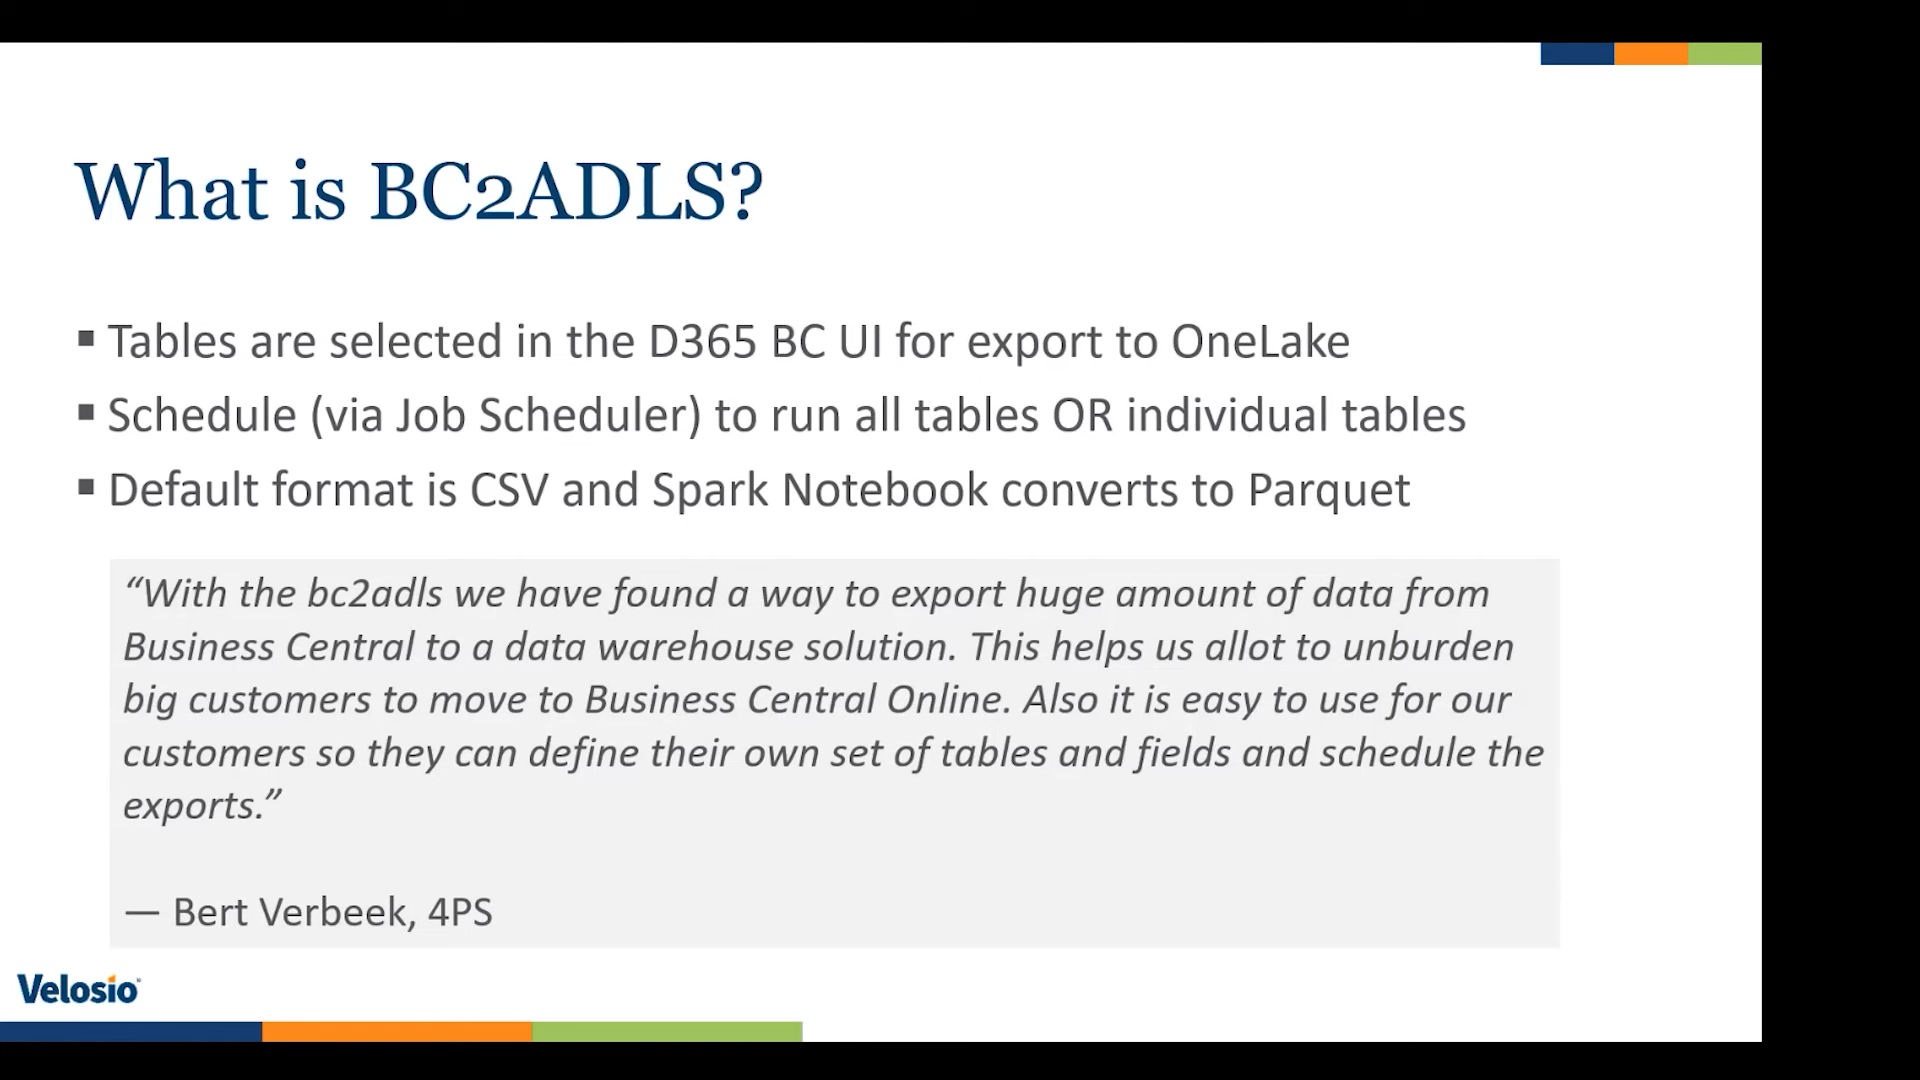 What is BC2ADLS?
▪ Tables are selected in the D365 BC UI for export to OneLake
▪ Schedule (via Job Scheduler) to run all tables OR individual tables
▪ Default format is CSV and Spark Notebook converts to Parquet
“With the bc2adls we have found a way to export huge amount of data from
Business Central to a data warehouse solution. This helps us allot to unburden
big customers to move to Business Central Online. Also it is easy to use for our
customers so they can define their own set of tables and fields and schedule the
exports.”
— Bert Verbeek, 4PS
Velosio